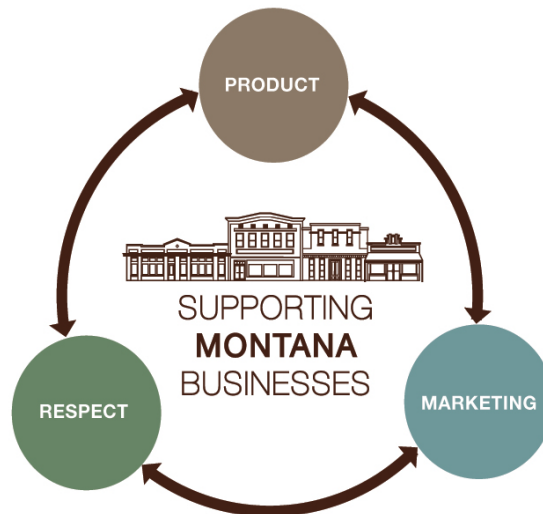 PRODUCT
SUPPORTING
MONTANA
BUSINESSES
RESPECT
MARKETING